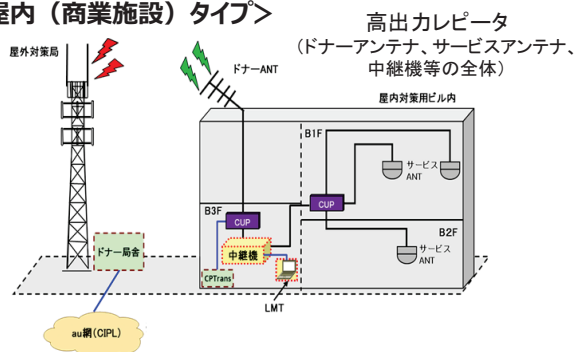 屋内（商業施設）タイプ>
高出力レピータ
（ドナーアンテナ、サービスアンテナ、
中継機等の全体）
屋外対策局
ドナーANT
屋内対策用ビル内
B1F
サービス
ANT
CUP
B3F
CUP
B2F
サービス
ANT
ドナー局舎
中継機
CPTrans
LMT
au網(CIPL)